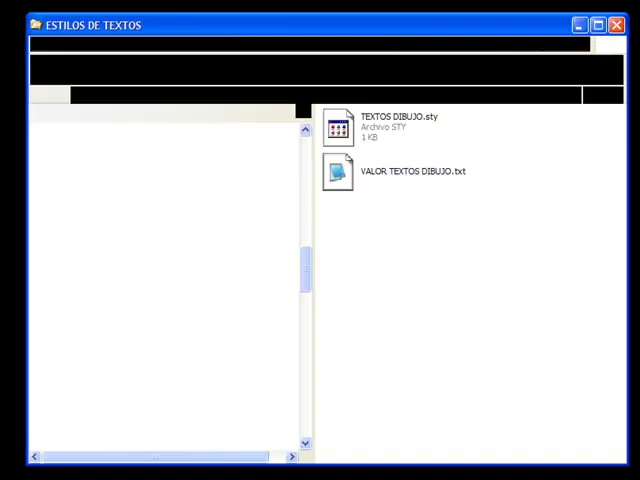 ESTILOS DE TEXTOS
TEXTOS DIBUJO.sty
Archivo STY
1 KB
VALOR TEXTOS DIBUJO.txt